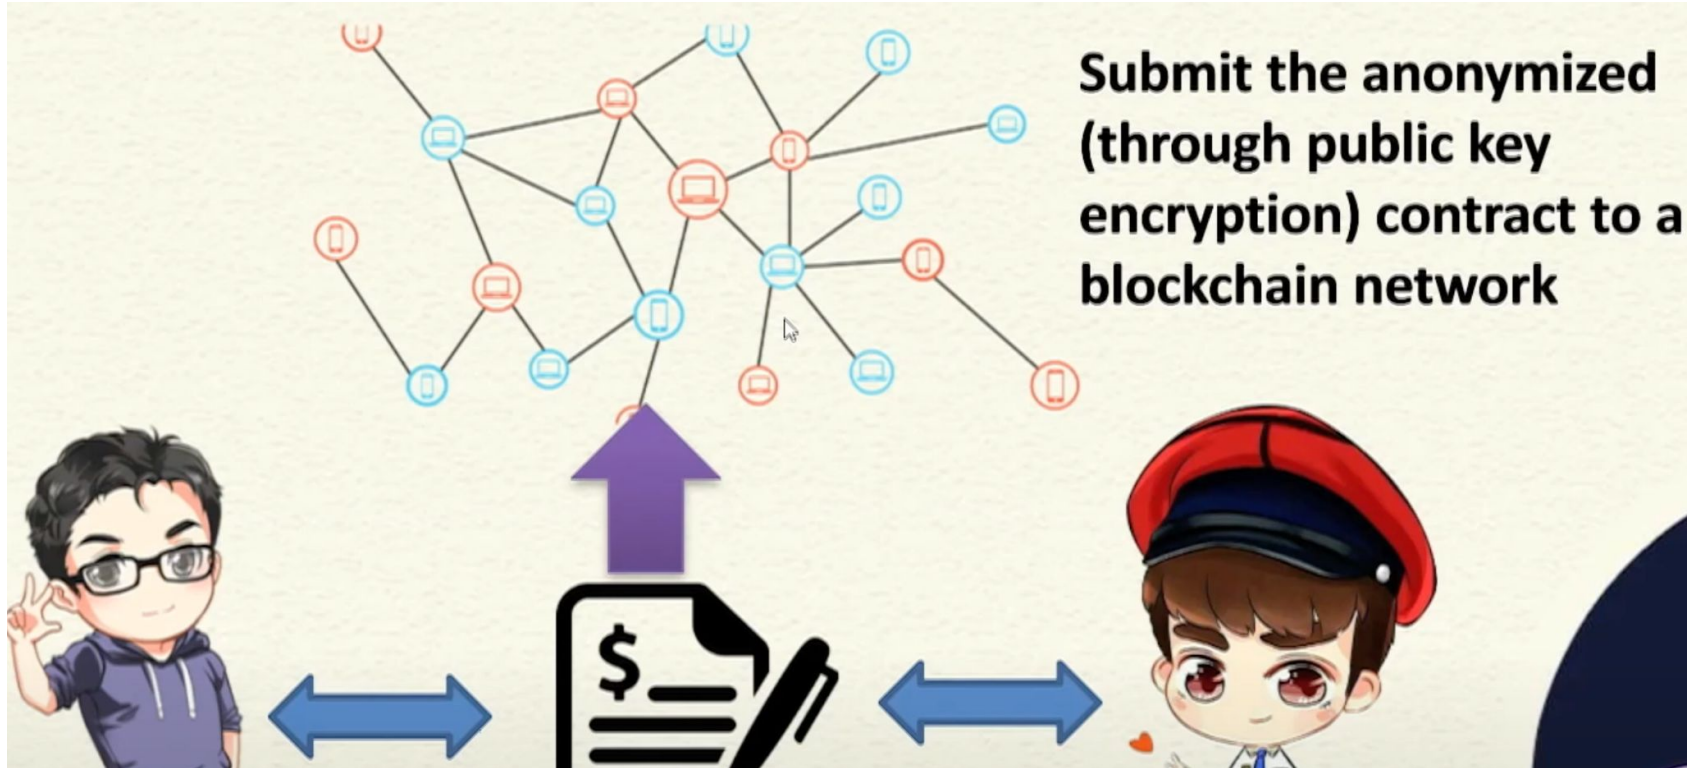 Submit the anonymized
(through public key
encryption) contract to a
blockchain network
$